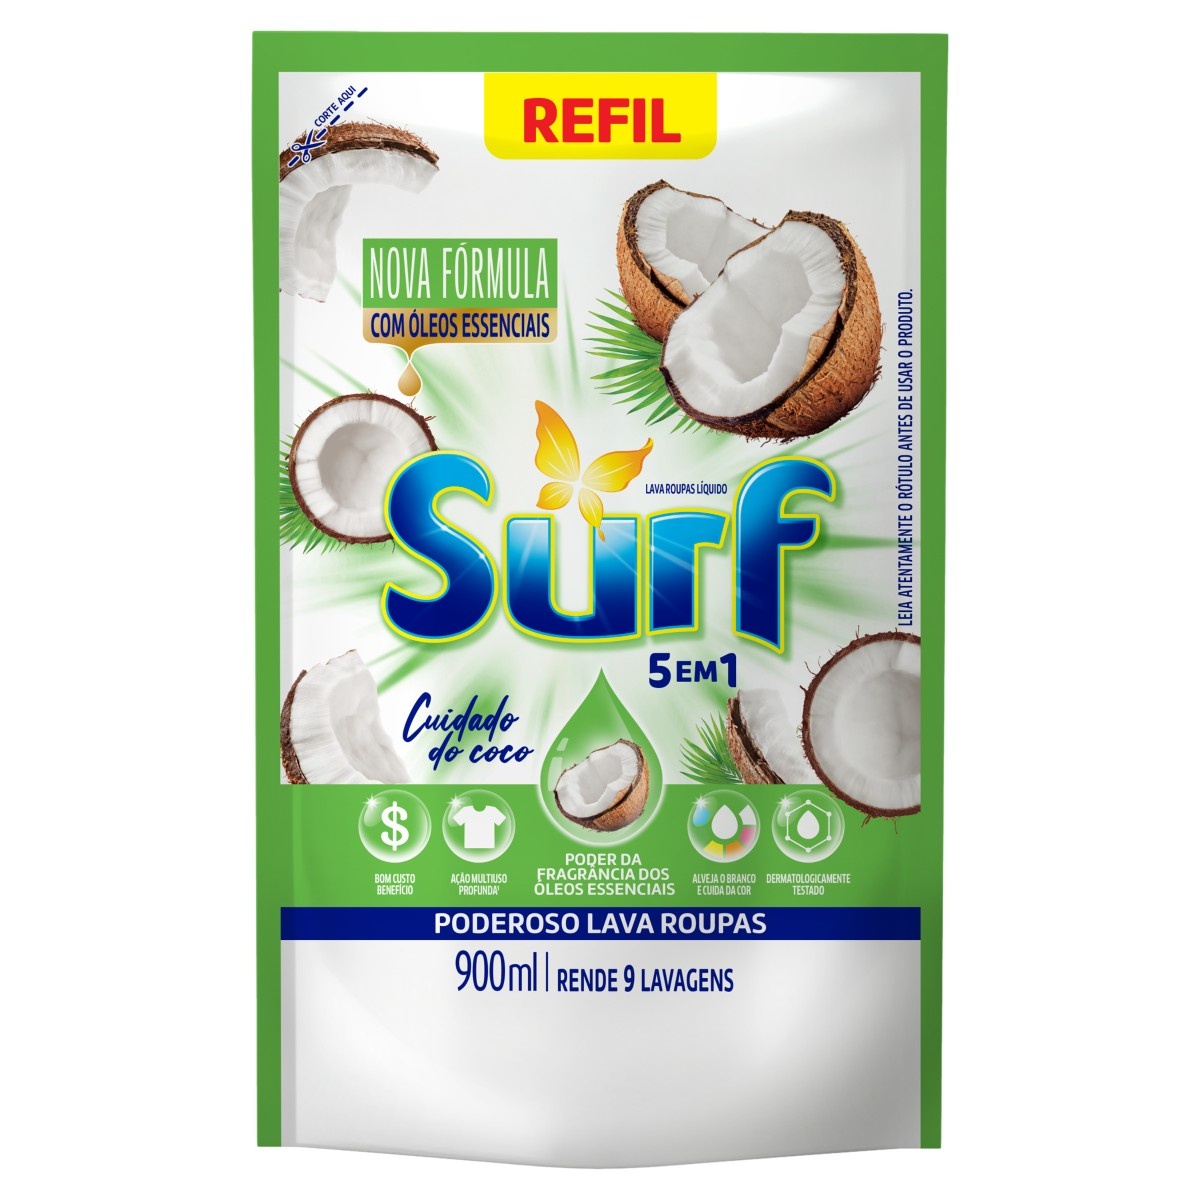 CORTE AQUI
REFIL
NOVA FÓRMULA
COM ÓLEOS ESSENCIAIS
LAVA ROUPAS LÍQUIDO
Surf
5 EM 1
Cuidado
do coco
LEIA ATENTAMENTE O RÓTULO ANTES DE USAR O PRODUTO.
$
BOM CUSTO
BENEFÍCIO
AÇÃO MULTIUSO
PROFUNDA¹
PODER DA
FRAGRÂNCIA DOS
ÓLEOS ESSENCIAIS
ALVEJA O BRANCO
E CUIDA DA COR
DERMATOLOGICAMENTE
TESTADO
PODEROSO LAVA ROUPAS
900ml | RENDE 9 LAVAGENS